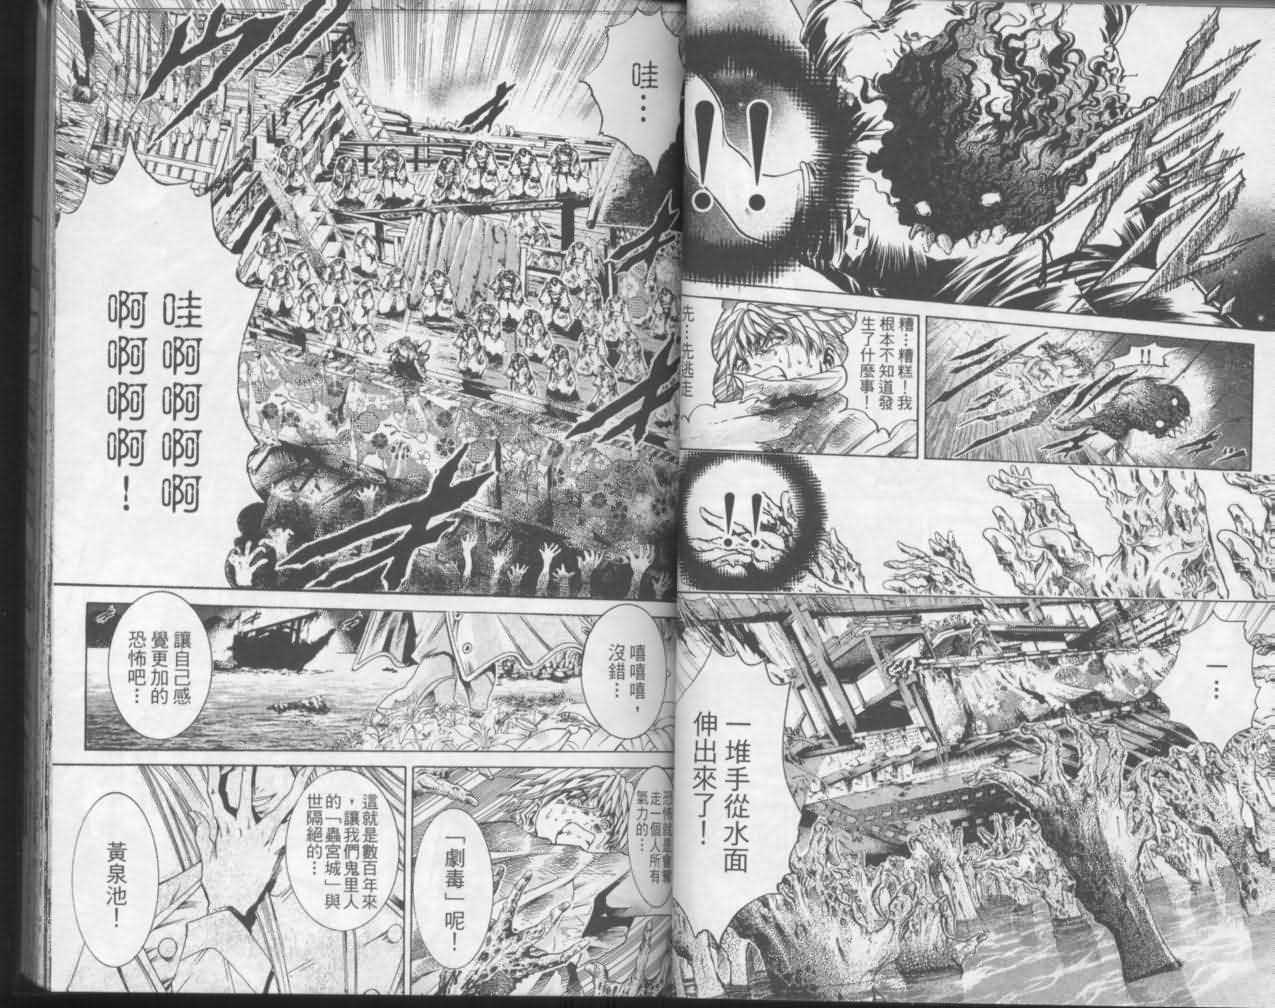 !!
嗶!
糟…糟糕！我
根本不知道發
生了什麼事！
先…先逃走
!!
!!
一…
一堆手從水面
伸出來了！
哇…
哇啊啊啊啊
啊啊啊啊！
嘻嘻嘻，
沒錯…
讓自己感
覺更加的
恐怖吧…
走一個人所有
氣力的…
「劇毒」呢！
這就是數百年來
，讓我們鬼里人
的「蟲宮城」與
世隔絕的…
黃泉池！